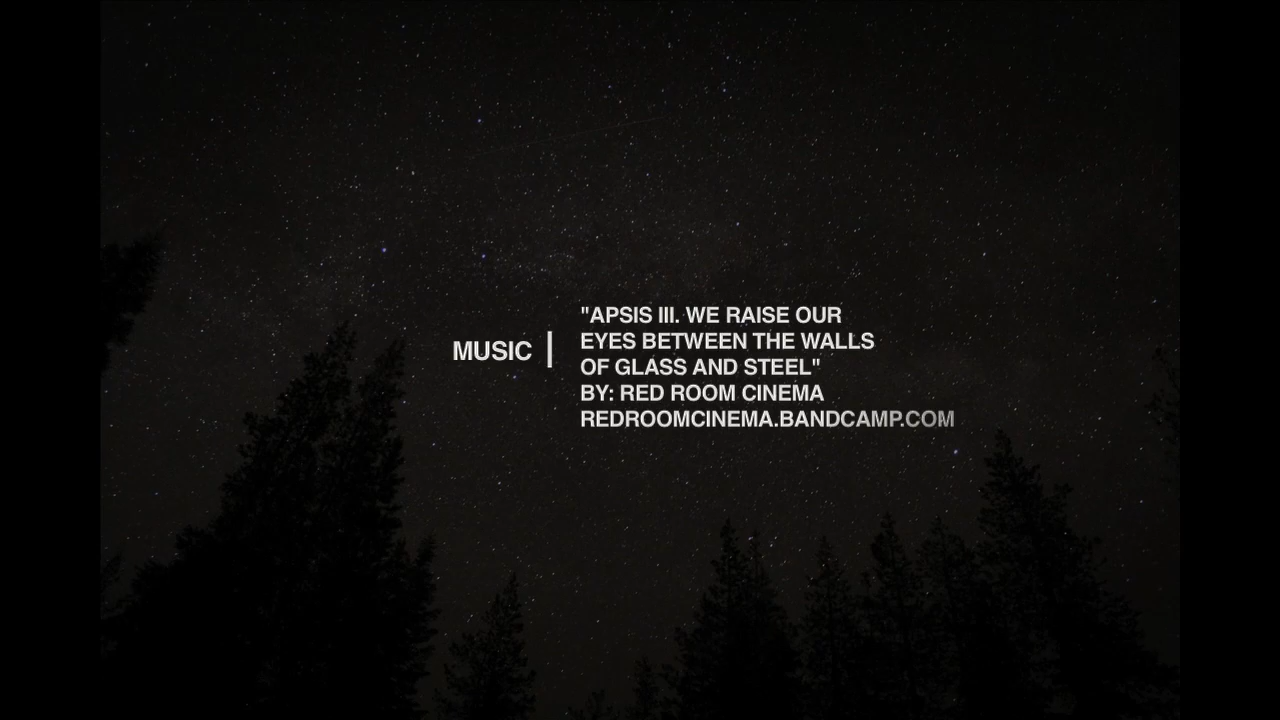 MUSIC |
"APSIS III. WE RAISE OUR
EYES BETWEEN THE WALLS
OF GLASS AND STEEL"
BY: RED ROOM CINEMA
REDROOMCINEMA.BANDCAMP.COM